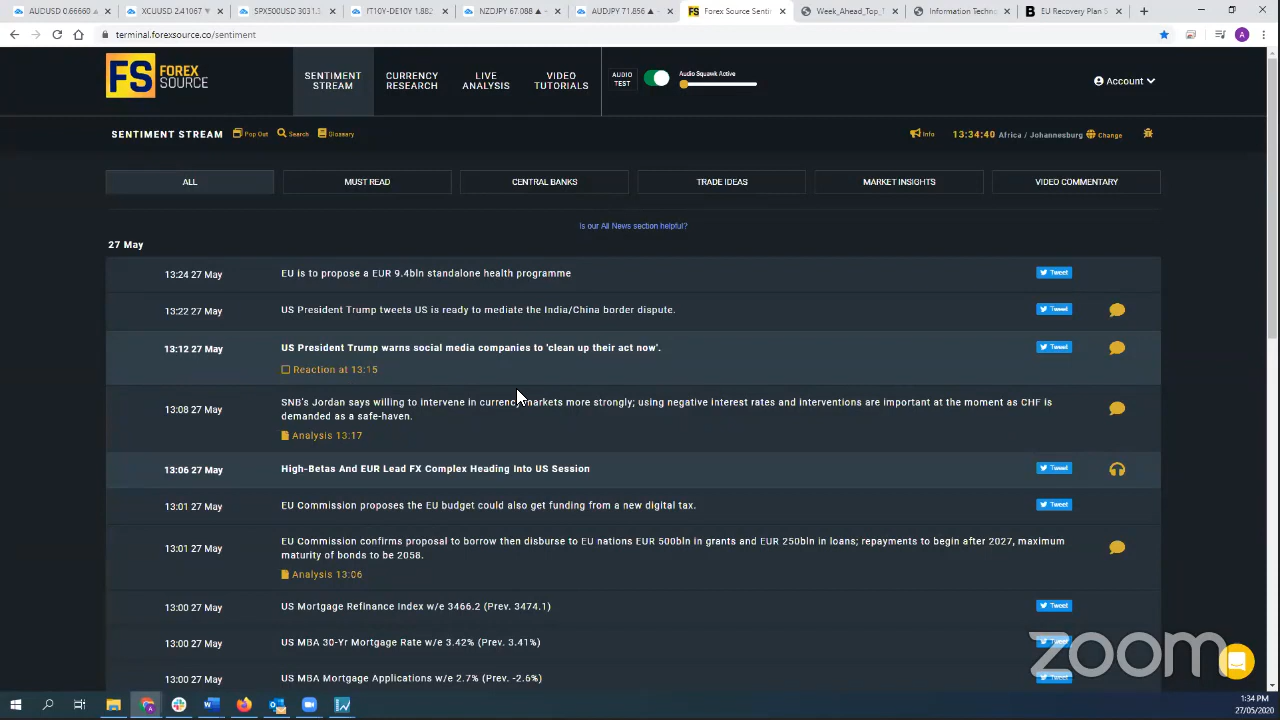 AUDUSD 0.66660 ▲
XCUUSD 2.41067 ▼
SPX500USD 3031.3
IT10Y-DE10Y 1.88
NZDJPY 67.088 ▲
AUDJPY 71.856 ▲
Forex Source Senti
Week_Ahead_Top_1
Information Techno
EU Recovery Plan S
terminal.forexsource.co/sentiment
FS FOREX SOURCE
SENTIMENT STREAM
CURRENCY RESEARCH
LIVE ANALYSIS
VIDEO TUTORIALS
AUDIO TEST
Audio Squawk Active
Account
SENTIMENT STREAM Pop Out Search Glossary
Info 13:34:40 Africa / Johannesburg Change
ALL
MUST READ
CENTRAL BANKS
TRADE IDEAS
MARKET INSIGHTS
VIDEO COMMENTARY
Is our All News section helpful?
27 May
13:24 27 May EU is to propose a EUR 9.4bln standalone health programme Tweet
13:22 27 May US President Trump tweets US is ready to mediate the India/China border dispute. Tweet
13:12 27 May US President Trump warns social media companies to 'clean up their act now'. Tweet
Reaction at 13:15
SNB's Jordan says willing to intervene in currency markets more strongly; using negative interest rates and interventions are important at the moment as CHF is
13:08 27 May demanded as a safe-haven.
Analysis 13:17
13:06 27 May High-Betas And EUR Lead FX Complex Heading Into US Session Tweet
13:01 27 May EU Commission proposes the EU budget could also get funding from a new digital tax. Tweet
EU Commission confirms proposal to borrow then disburse to EU nations EUR 500bln in grants and EUR 250bln in loans; repayments to begin after 2027, maximum
13:01 27 May maturity of bonds to be 2058.
Analysis 13:06
13:00 27 May US Mortgage Refinance Index w/e 3466.2 (Prev. 3474.1) Tweet
13:00 27 May US MBA 30-Yr Mortgage Rate w/e 3.42% (Prev. 3.41%) Tweet
13:00 27 May US MBA Mortgage Applications w/e 2.7% (Prev. -2.6%) Tweet
zoom
1:34 PM
27/05/2020